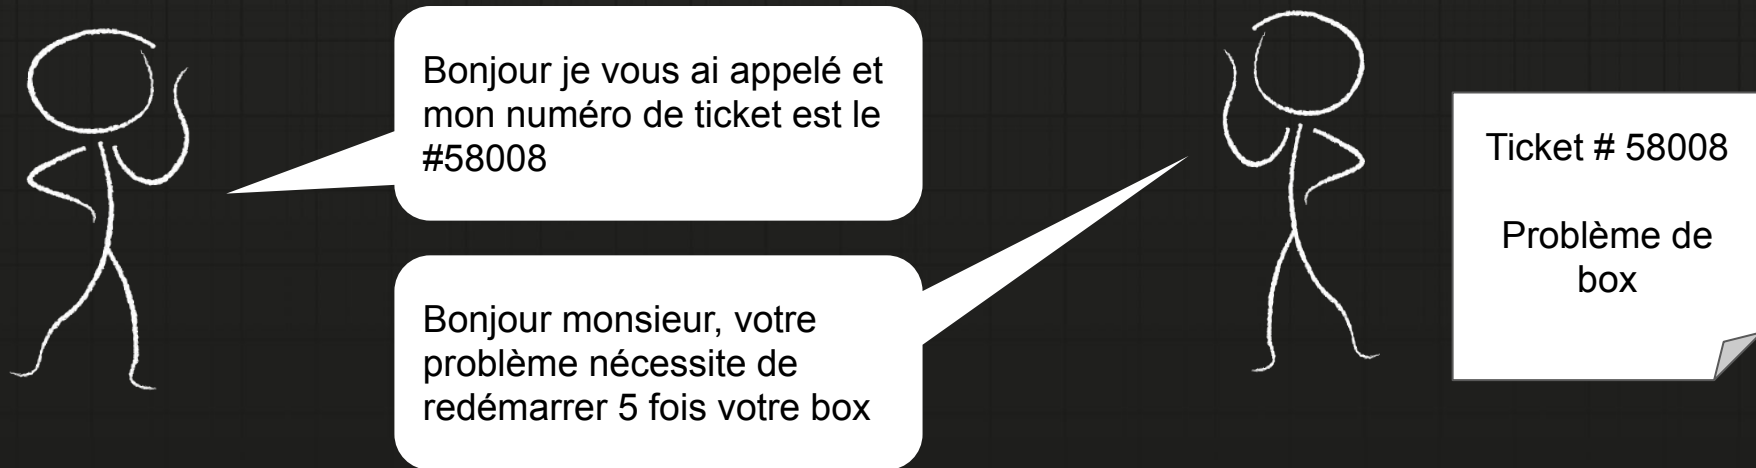 Bonjour je vous ai appelé et
mon numéro de ticket est le
#58008
Bonjour monsieur, votre
problème nécessite de
redémarrer 5 fois votre box
Ticket # 58008
Problème de
box